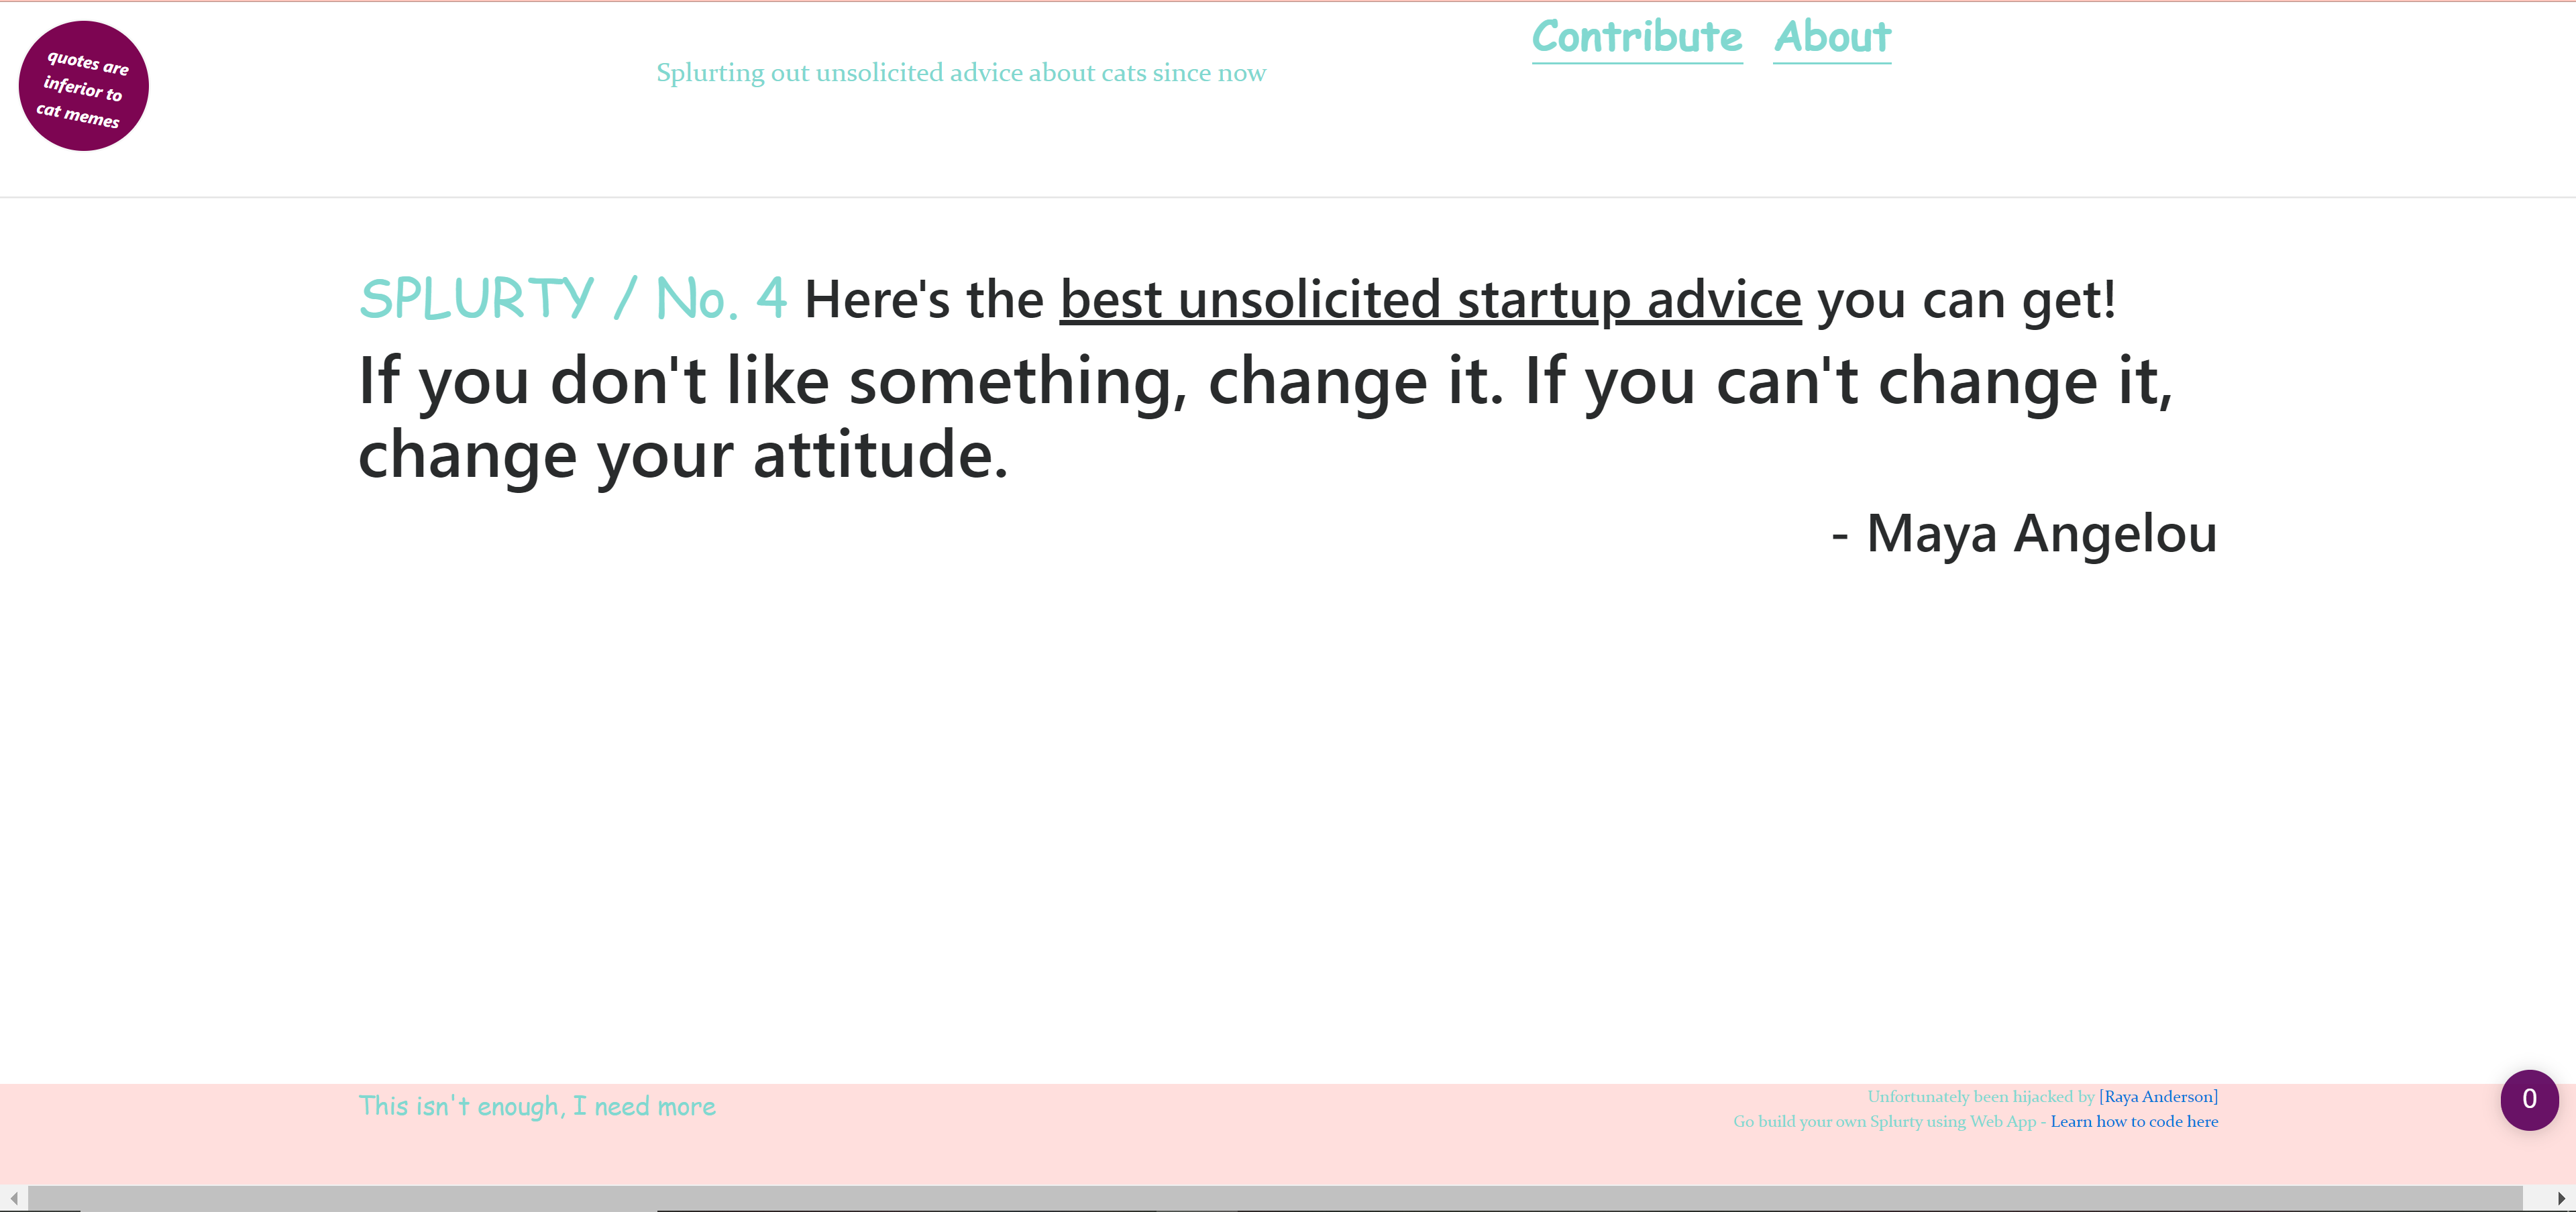 quotes are
inferior to
cat memes
Splurting out unsolicited advice about cats since now
Contribute About
SPLURTY / No. 4 Here's the best unsolicited startup advice you can get!
If you don't like something, change it. If you can't change it,
change your attitude.
- Maya Angelou
This isn't enough, I need more
Unfortunately been hijacked by [Raya Anderson]
Go build your own Splurty using Web App - Learn how to code here
0